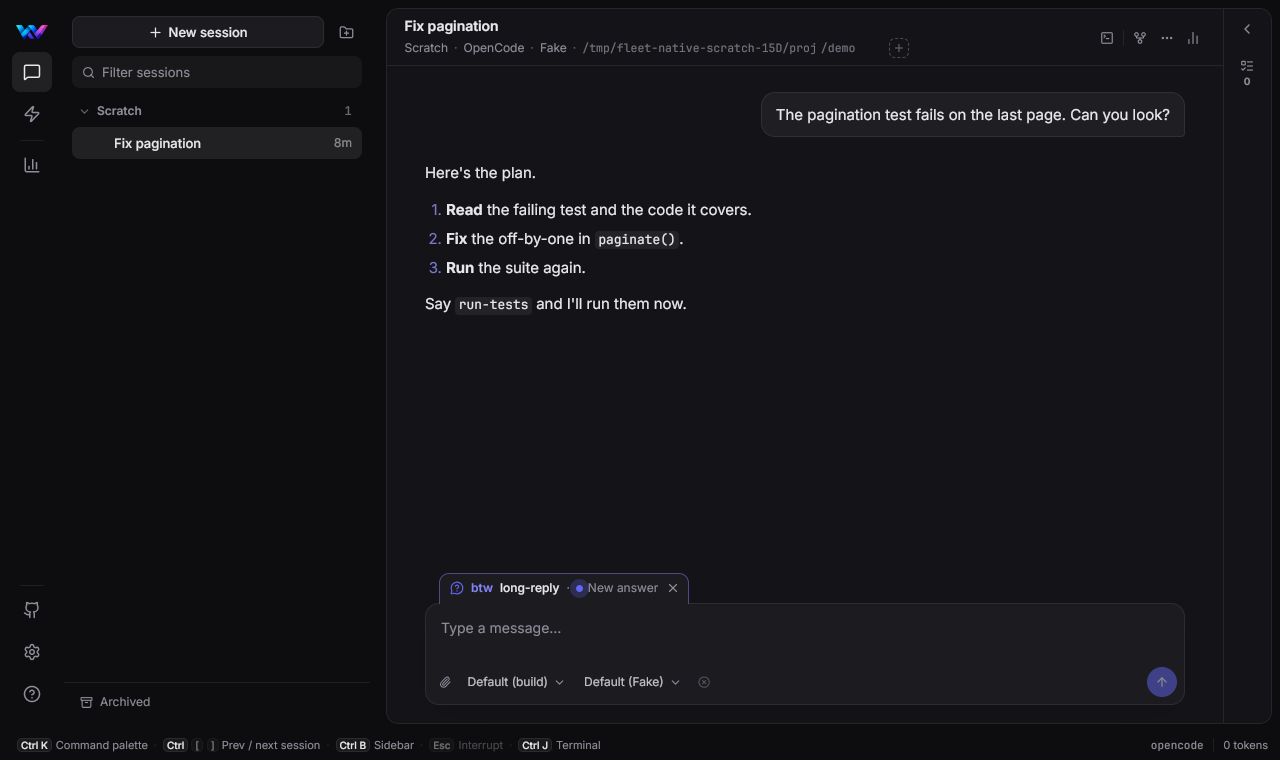 New session
Filter sessions
Scratch 1
Fix pagination 8m
Archived
Fix pagination
Scratch · OpenCode · Fake · /tmp/fleet-native-scratch-15D/proj /demo
0
The pagination test fails on the last page. Can you look?
Here's the plan.
1. Read the failing test and the code it covers.
2. Fix the off-by-one in paginate().
3. Run the suite again.
Say run-tests and I'll run them now.
btw long-reply · New answer
Type a message...
Default (build) Default (Fake)
Ctrl K Command palette · Ctrl [ ] Prev / next session · Ctrl B Sidebar · Esc Interrupt · Ctrl J Terminal
opencode 0 tokens